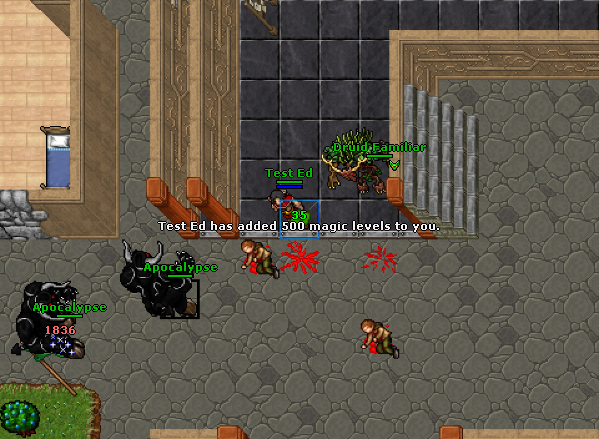 Druid Familiar
Test Ed
35
Test Ed has added 500 magic levels to you.
Apocalypse
Apocalypse
1836